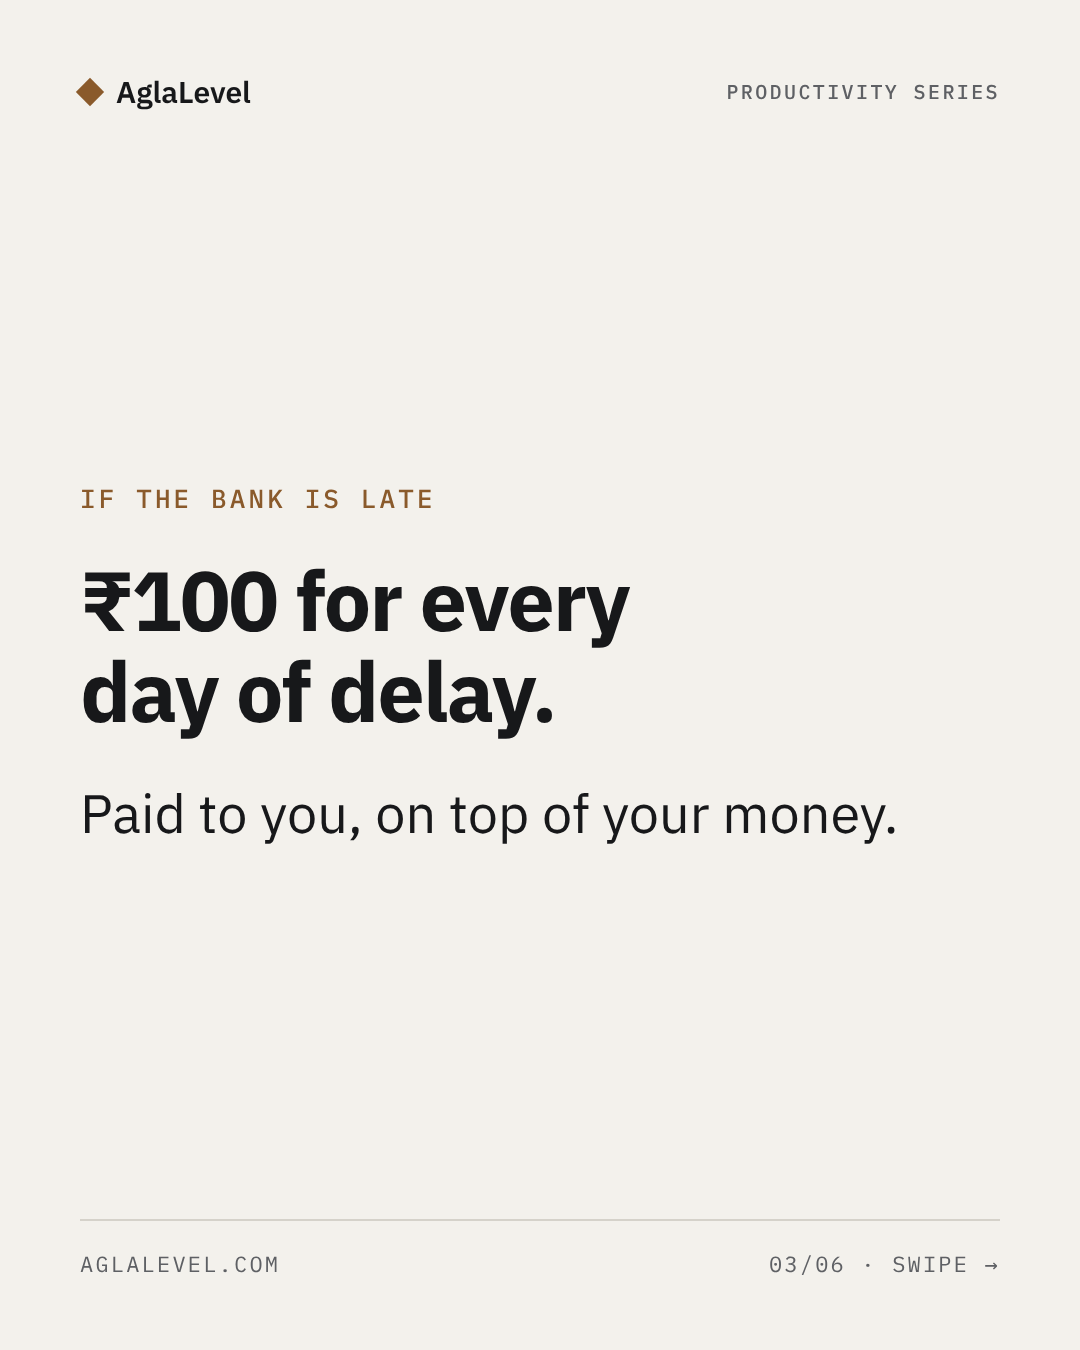 AglaLevel
PRODUCTIVITY SERIES
IF THE BANK IS LATE
₹100 for every
day of delay.
Paid to you, on top of your money.
AGLALEVEL.COM
03/06 · SWIPE →